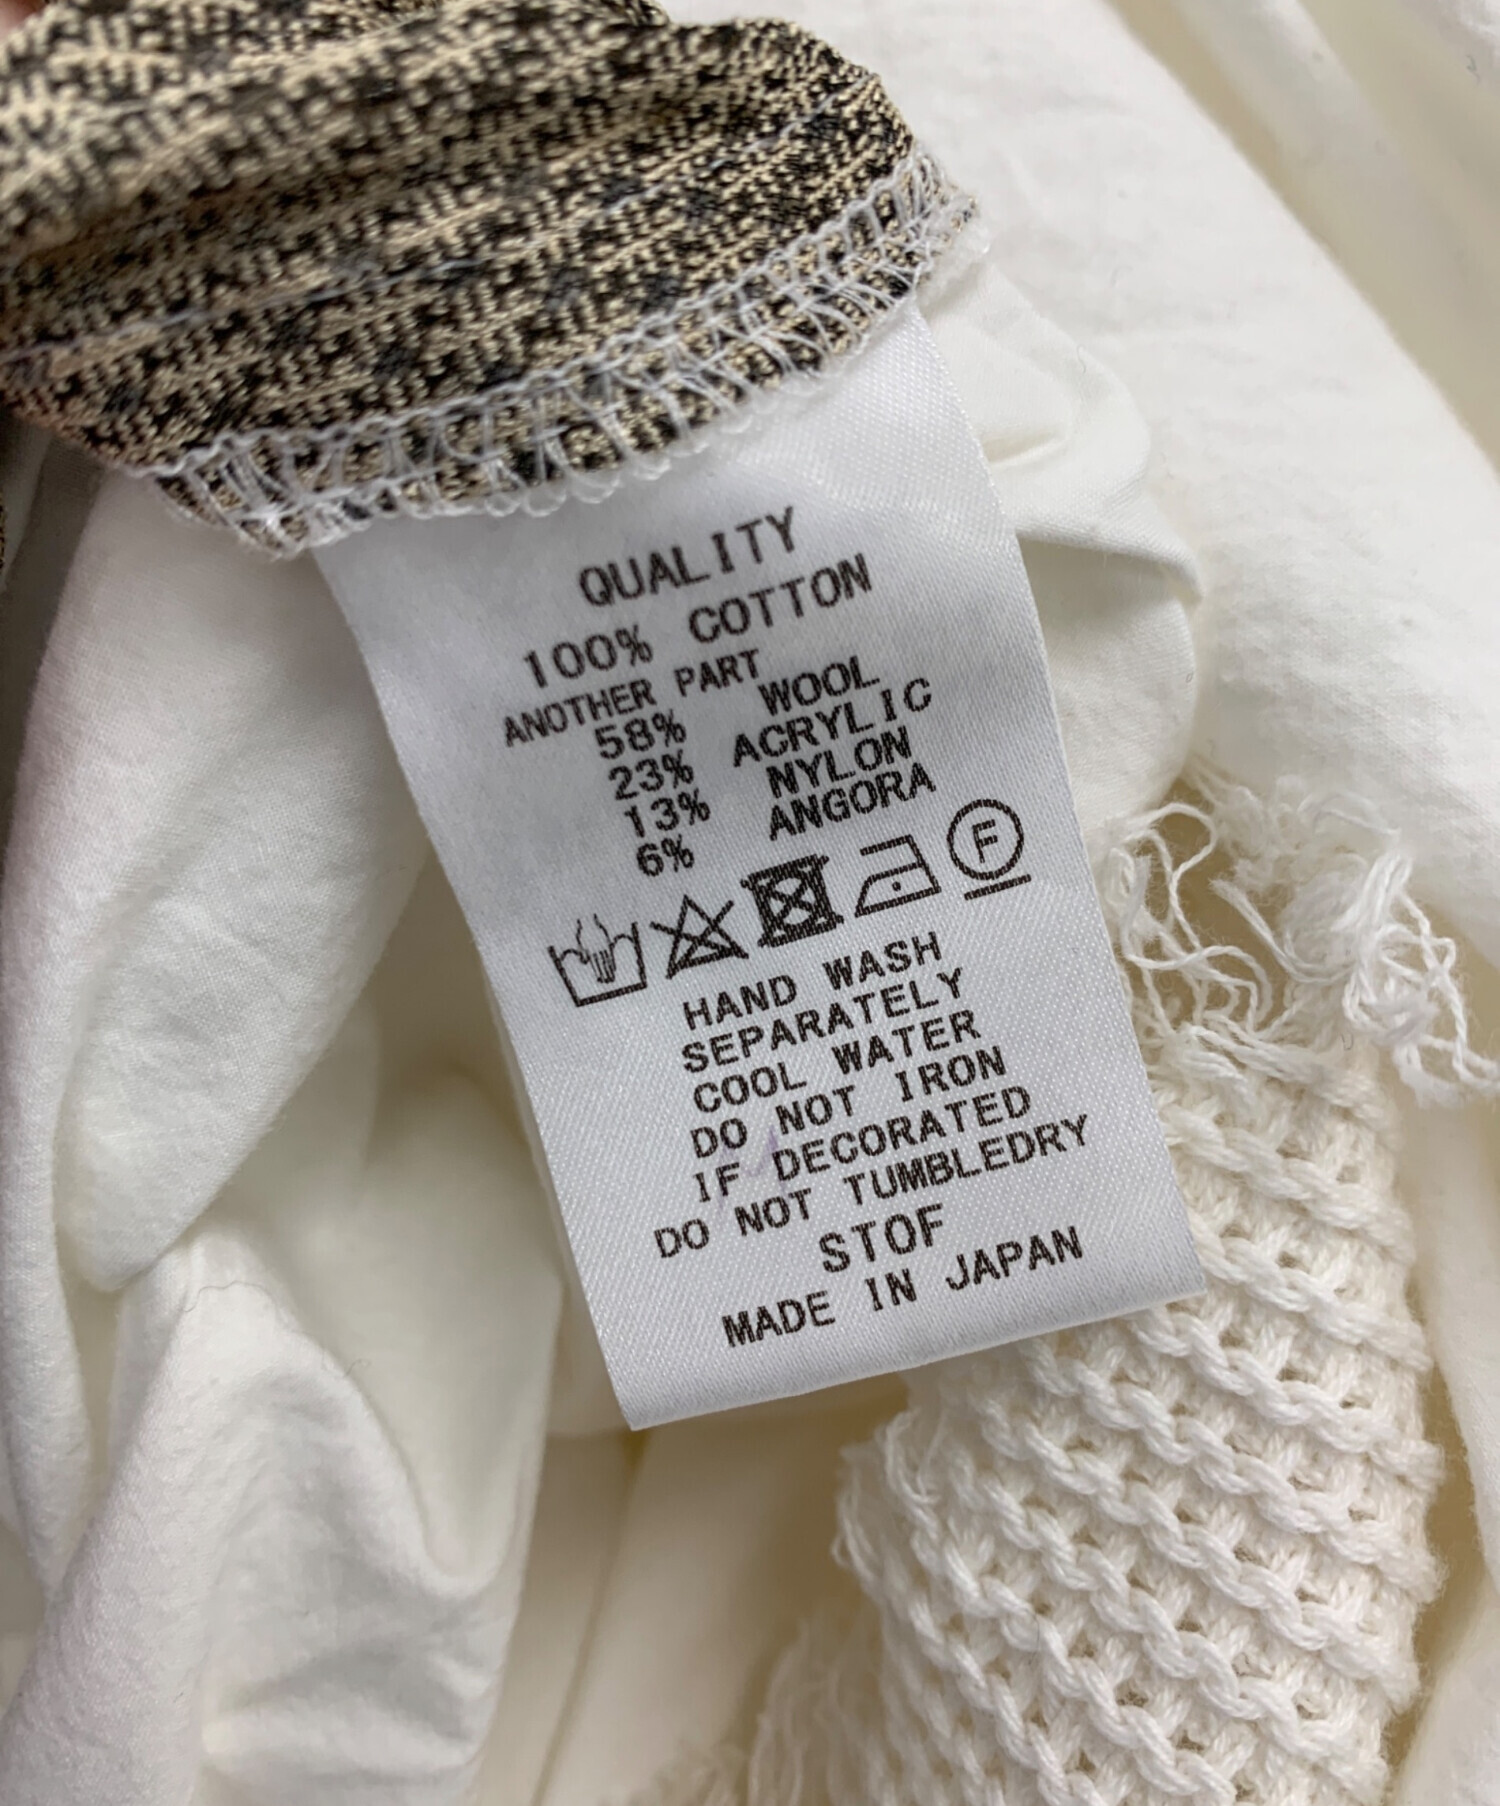 QUALITY
100% COTTON
ANOTHER PART
58% WOOL
23% ACRYLIC
13% NYLON
6% ANGORA
F
HAND WASH
SEPARATELY
COOL WATER
DO NOT IRON
IF DECORATED
DO NOT TUMBLEDRY
STOF
MADE IN JAPAN